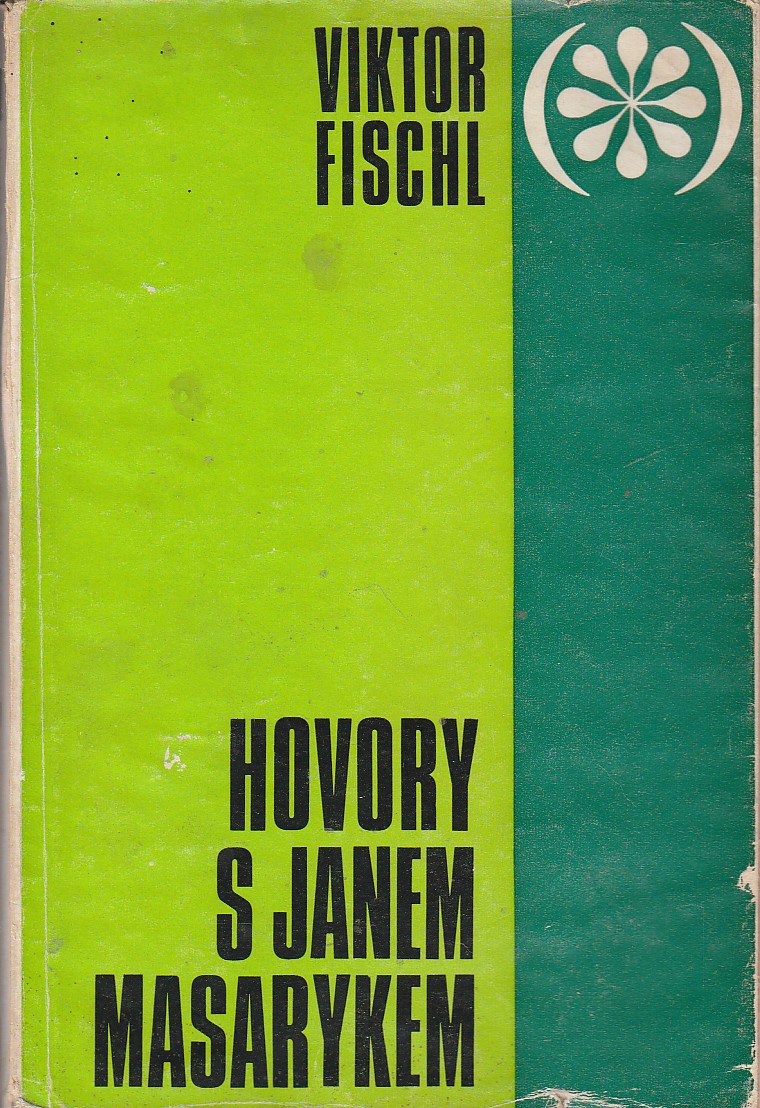 VIKTOR
FISCHL
HOVORY
S JANEM
MASARYKEM